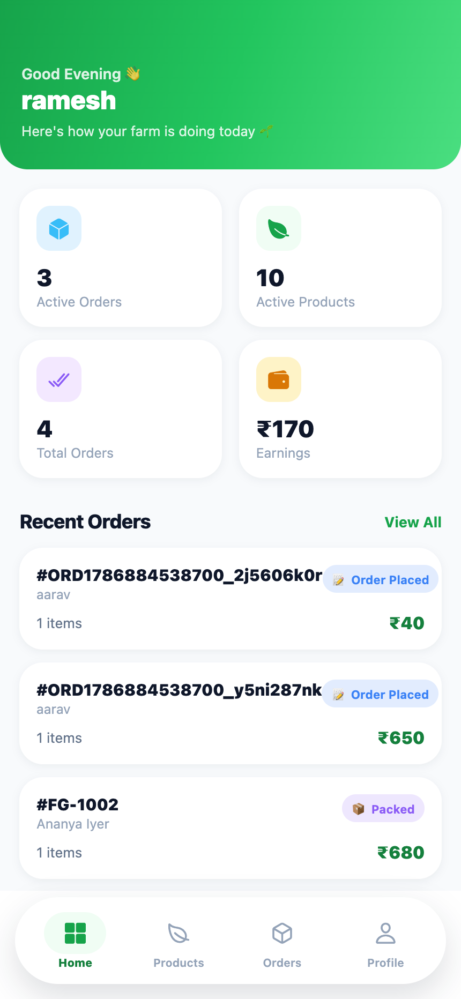 Good Evening 👋
ramesh
Here's how your farm is doing today 🌱
3
Active Orders
10
Active Products
4
Total Orders
₹170
Earnings
Recent Orders
View All
#ORD1786884538700_2j5606k0r
📝 Order Placed
aarav
1 items
₹40
#ORD1786884538700_y5ni287nk
📝 Order Placed
aarav
1 items
₹650
#FG-1002
📦 Packed
Ananya Iyer
1 items
₹680
Home
Products
Orders
Profile